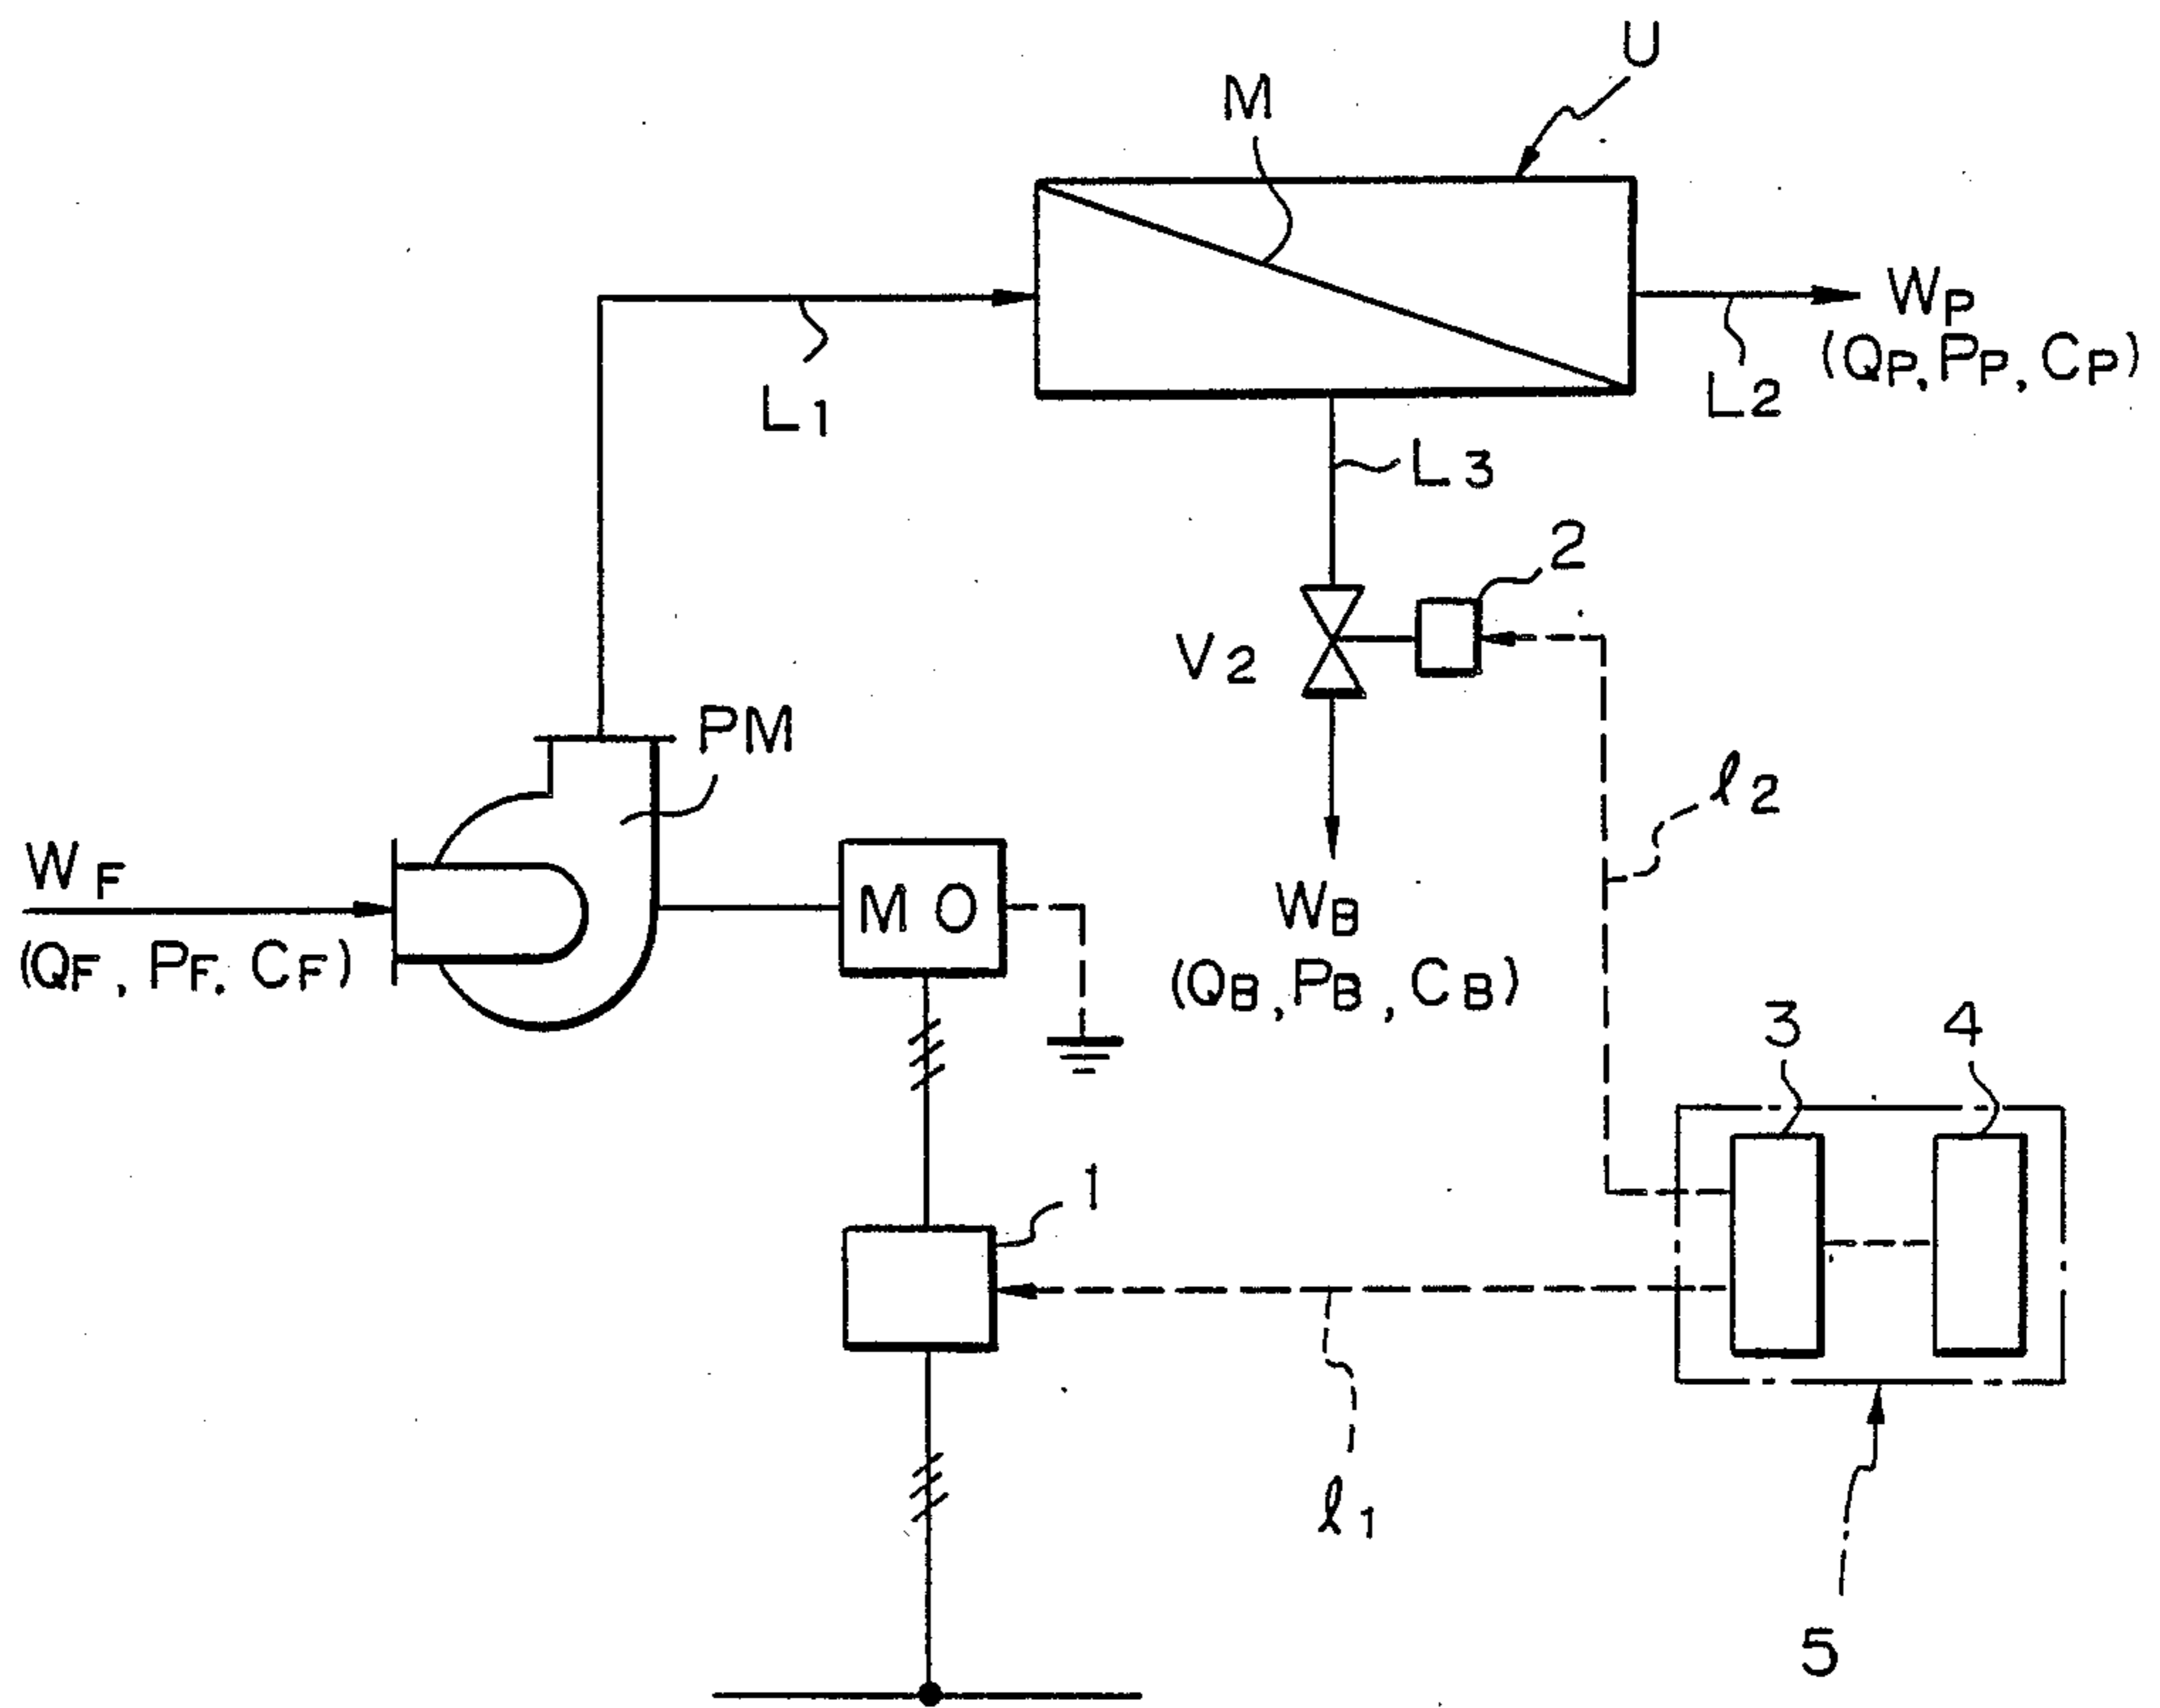 U
M
WP
(QP, PP, CP)
L1
L2
L3
2
V2
PM
l2
WF
(QF, PF, CF)
MO
WB
(QB, PB, CB)
3
4
1
l1
5